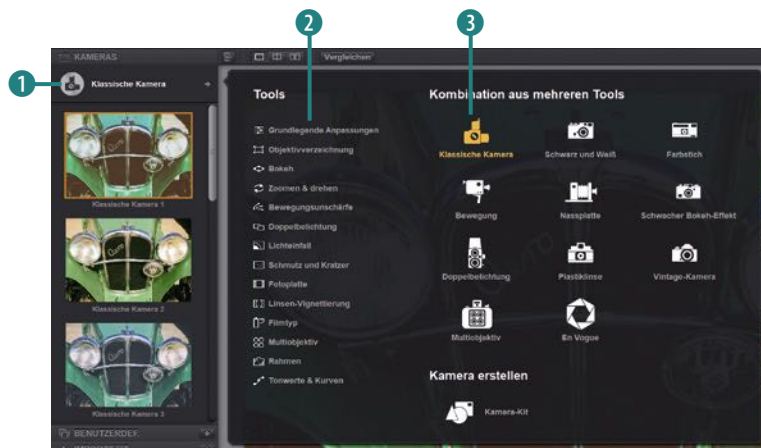 2
3
KAMERAS
Vergleichen
1
Klassische Kamera
Klassische Kamera 1
Klassische Kamera 2
Klassische Kamera 3
BENUTZERDEF.
Tools
Grundlegende Anpassungen
Objektivverzeichnung
Bokeh
Zoomen & drehen
Bewegungsunschärfe
Doppelbelichtung
Lichteinfall
Schmutz und Kratzer
Fotoplatte
Linsen-Vignettierung
Filmtyp
Multiobjektiv
Rahmen
Tonwerte & Kurven
Kombination aus mehreren Tools
Klassische Kamera
Schwarz und Weiß
Farbstich
Bewegung
Nassplatte
Schwacher Bokeh-Effekt
Doppelbelichtung
Plastiklinse
Vintage-Kamera
Multiobjektiv
En Vogue
Kamera erstellen
Kamera-Kit